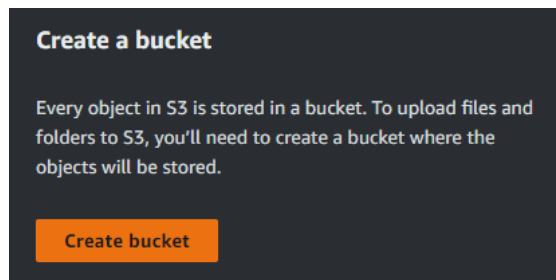 Create a bucket
Every object in S3 is stored in a bucket. To upload files and
folders to S3, you'll need to create a bucket where the
objects will be stored.
Create bucket